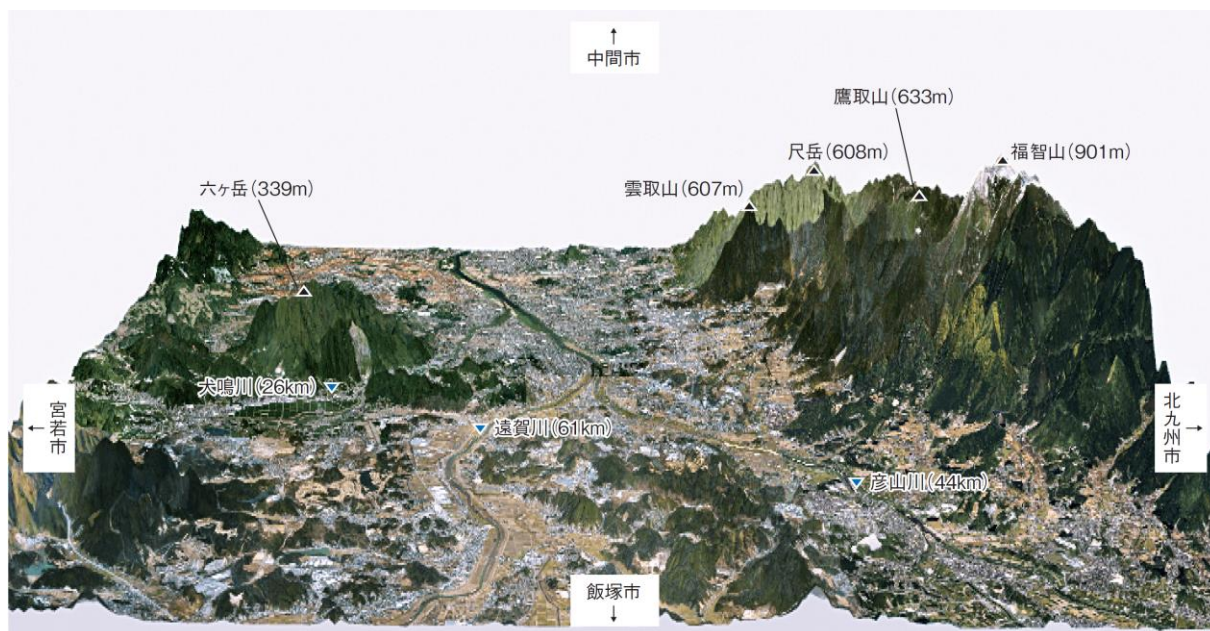 ↑
中間市
鷹取山(633m)
尺岳(608m)
福智山(901m)
六ヶ岳(339m)
雲取山(607m)
犬鳴川(26km)
宮若市
←
遠賀川(61km)
北九州市
→
彦山川(44km)
飯塚市
↓